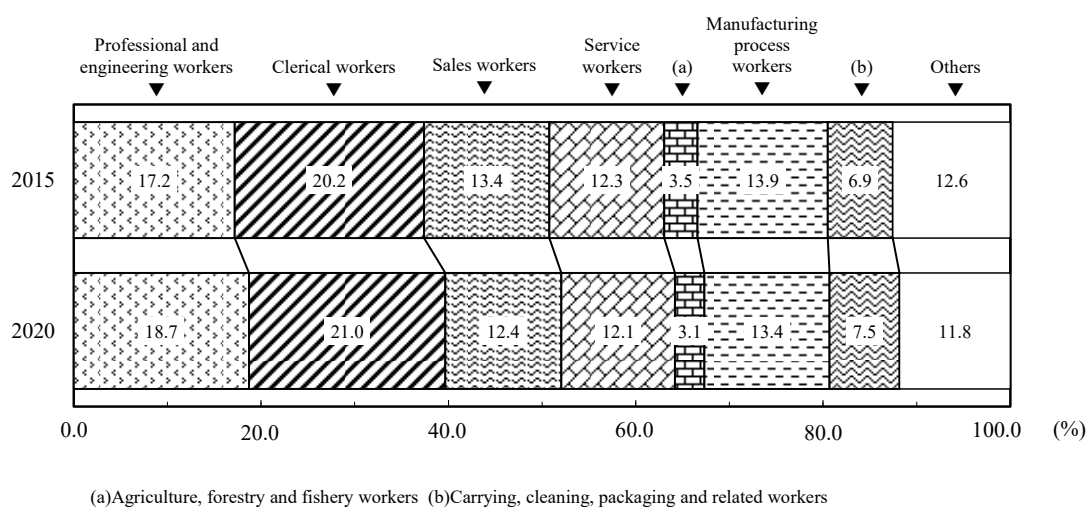 Professional and
engineering workers
Clerical workers
Sales workers
Service
workers
(a)
Manufacturing
process
workers
(b)
Others
2015
17.2
20.2
13.4
12.3
3.5
13.9
6.9
12.6
2020
18.7
21.0
12.4
12.1
3.1
13.4
7.5
11.8
0.0
20.0
40.0
60.0
80.0
100.0
(%)
(a)Agriculture, forestry and fishery workers (b)Carrying, cleaning, packaging and related workers